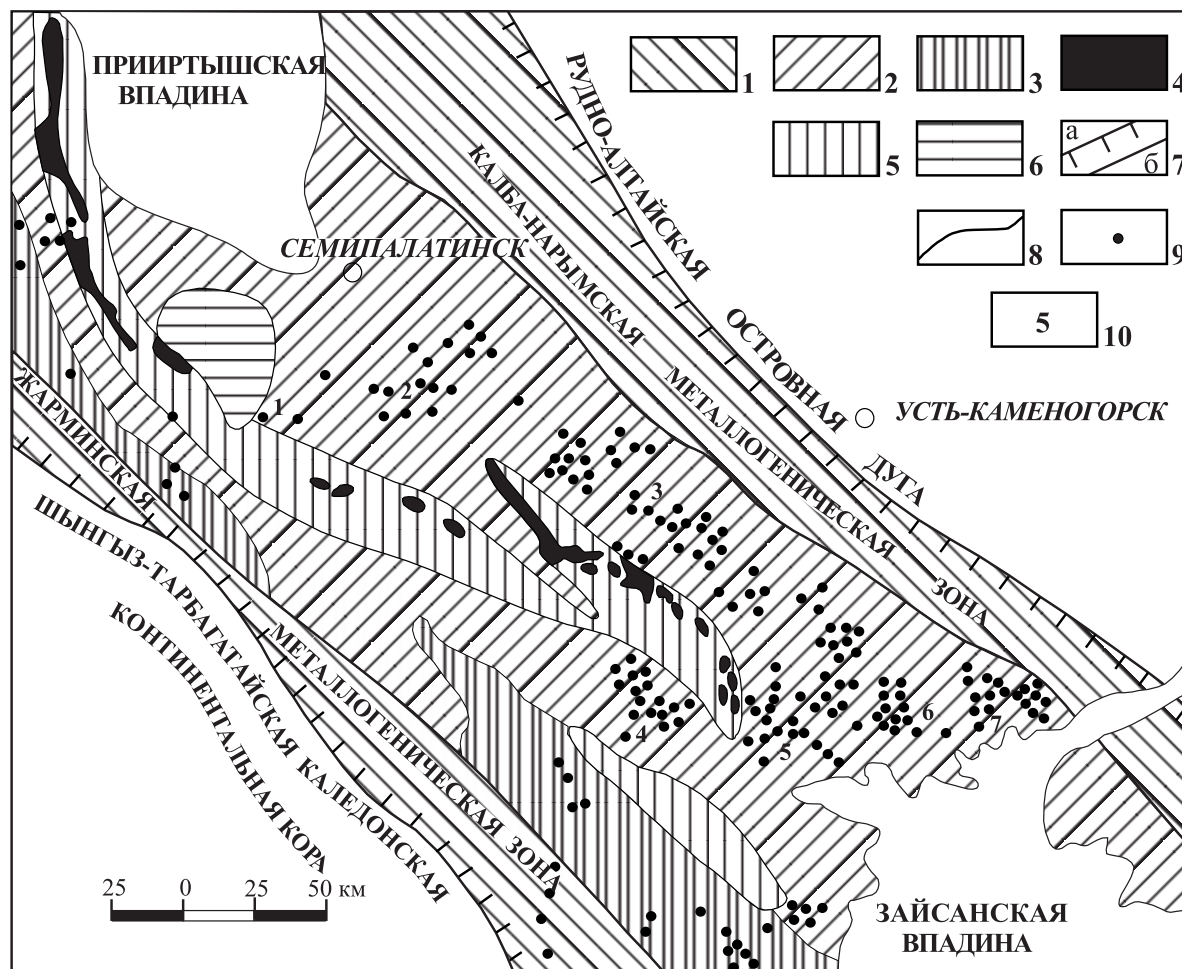 ПРИИРТЫШСКАЯ
ВПАДИНА
РУДНО-АЛТАЙСКАЯ
ОСТРОВНАЯ
ДУГА
1
2
3
4
5
6
а
б
7
8
9
5
10
КАЛБА-НАРЫМСКАЯ
МЕТАЛЛОГЕНИЧЕСКАЯ
ЗОНА
СЕМИПАЛАТИНСК
УСТЬ-КАМЕНОГОРСК
1
2
3
4
5
6
7
ЖАРМИНСКАЯ
МЕТАЛЛОГЕНИЧЕСКАЯ ЗОНА
ШЫНГЫЗ-ТАРБАГАТАЙСКАЯ КАЛЕДОНСКАЯ
КОНТИНЕНТАЛЬНАЯ КОРА
25 0 25 50 км
ЗАЙСАНСКАЯ
ВПАДИНА